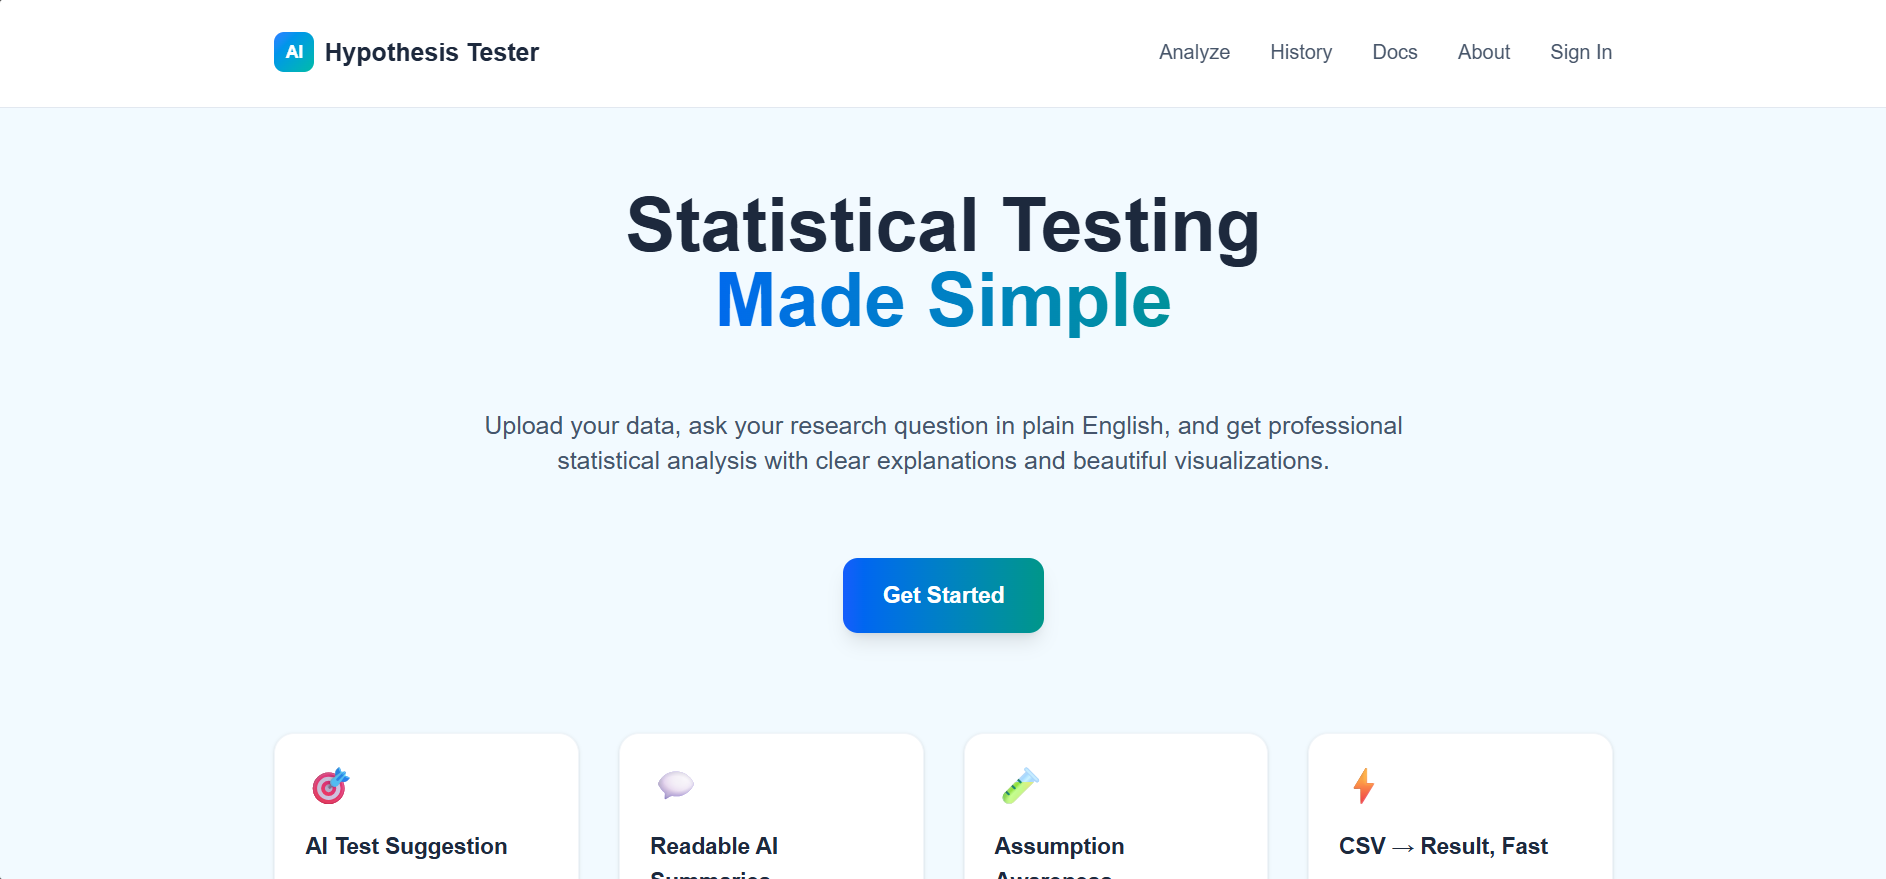 AI Hypothesis Tester
Analyze History Docs About Sign In
Statistical Testing
Made Simple
Upload your data, ask your research question in plain English, and get professional
statistical analysis with clear explanations and beautiful visualizations.
Get Started
AI Test Suggestion
Readable AI
Summaries
Assumption
Awareness
CSV → Result, Fast